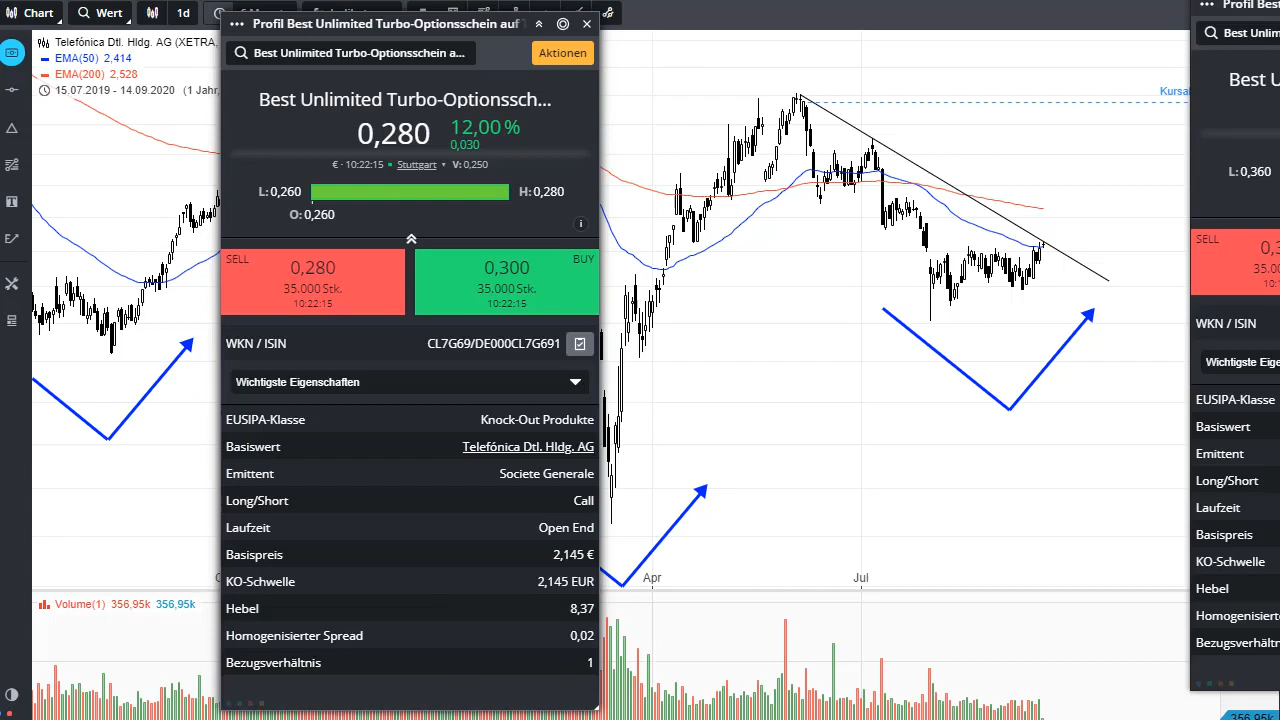 Chart
Wert
1d
Profil Best Unlimited Turbo-Optionsschein auf
Telefónica Dtl. Hldg. AG (XETRA,
EMA(50) 2,414
EMA(200) 2,528
15.07.2019 - 14.09.2020 (1 Jahr,
Best Unlimited Turbo-Optionsschein a...
Aktionen
Best Unlimited Turbo-Optionssch...
0,280
12,00 %
0,030
€ · 10:22:15 • Stuttgart • V: 0,250
L: 0,260
H: 0,280
O: 0,260
SELL
0,280
35.000 Stk.
10:22:15
BUY
0,300
35.000 Stk.
10:22:15
WKN / ISIN CL7G69/DE000CL7G691
Wichtigste Eigenschaften
EUSIPA-Klasse Knock-Out Produkte
Basiswert Telefónica Dtl. Hldg. AG
Emittent Societe Generale
Long/Short Call
Laufzeit Open End
Basispreis 2,145 €
KO-Schwelle 2,145 EUR
Hebel 8,37
Homogenisierter Spread 0,02
Bezugsverhältnis 1
Apr
Jul
Volume(1) 356,95k 356,95k
Profil Best
Best Unlim
Best U
L: 0,360
SELL
WKN / ISIN
Wichtigste Eige
EUSIPA-Klasse
Basiswert
Emittent
Long/Short
Laufzeit
Basispreis
KO-Schwelle
Hebel
Homogenisiert
Bezugsverhältn
356,95k